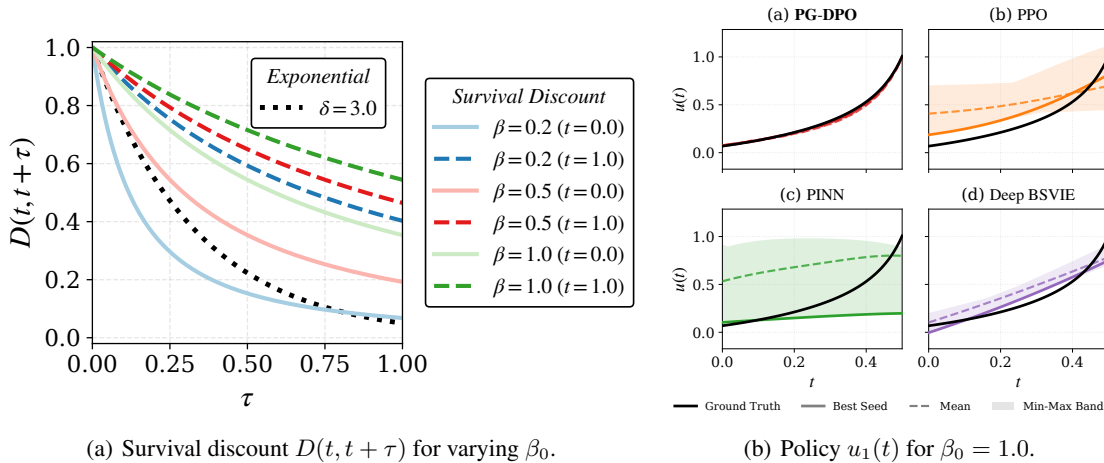 1.0
0.8
0.6
0.4
0.2
0.0
D(t, t + τ)
0.00
0.25
0.50
0.75
1.00
τ
Exponential
δ = 3.0
Survival Discount
β = 0.2 (t = 0.0)
β = 0.2 (t = 1.0)
β = 0.5 (t = 0.0)
β = 0.5 (t = 1.0)
β = 1.0 (t = 0.0)
β = 1.0 (t = 1.0)
(a) Survival discount D(t, t + τ) for varying β₀.
(a) PG-DPO
(b) PPO
u(t)
1.0
0.5
0.0
(c) PINN
(d) Deep BSVIE
u(t)
1.0
0.5
0.0
0.0
0.2
0.4
t
0.0
0.2
0.4
t
Ground Truth
Best Seed
Mean
Min-Max Band
(b) Policy u₁(t) for β₀ = 1.0.